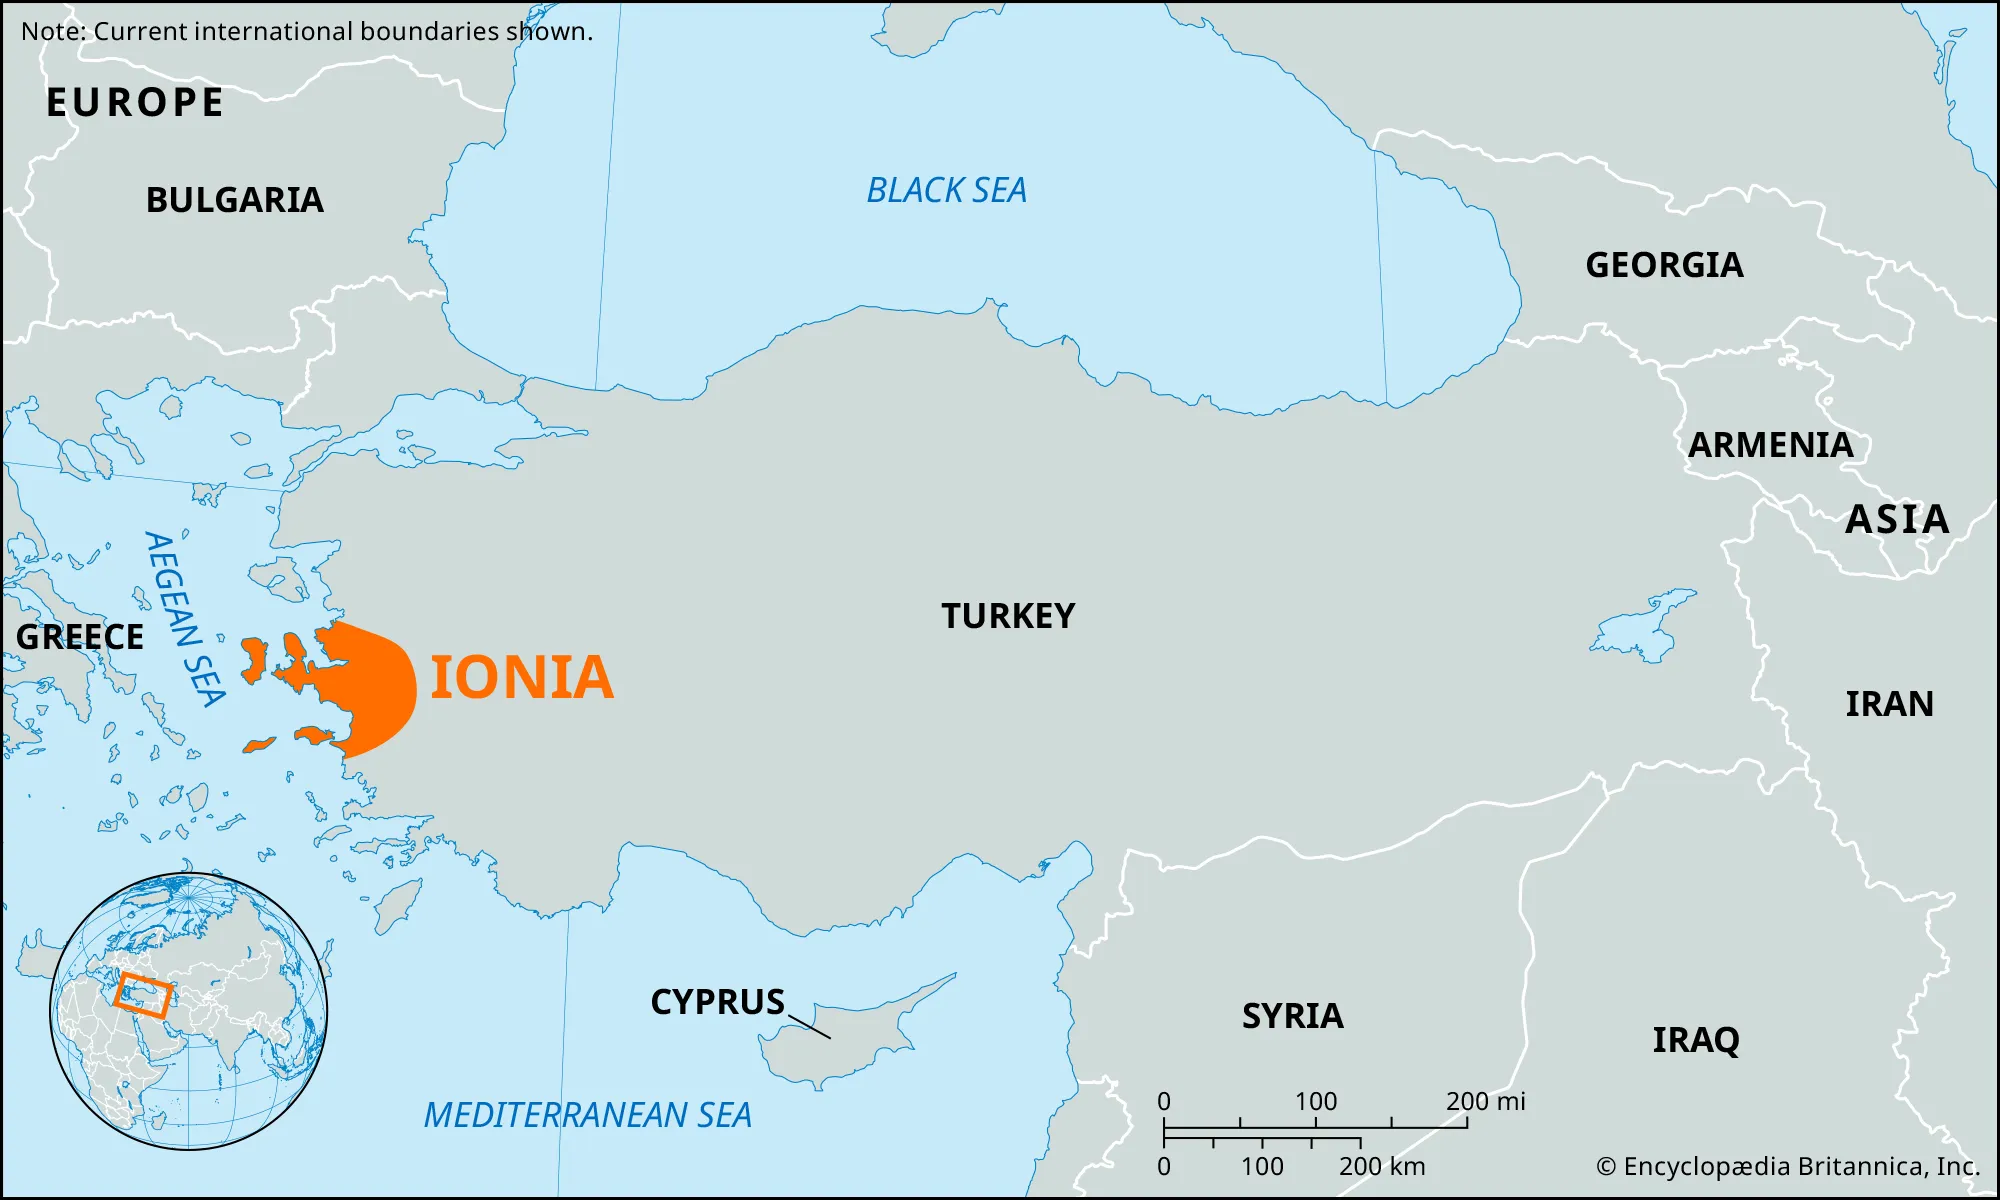 Note: Current international boundaries shown.
EUROPE
BULGARIA
BLACK SEA
GEORGIA
ARMENIA
ASIA
AEGEAN SEA
GREECE
IONIA
TURKEY
IRAN
CYPRUS
SYRIA
IRAQ
MEDITERRANEAN SEA
0 100 200 mi
0 100 200 km
© Encyclopædia Britannica, Inc.